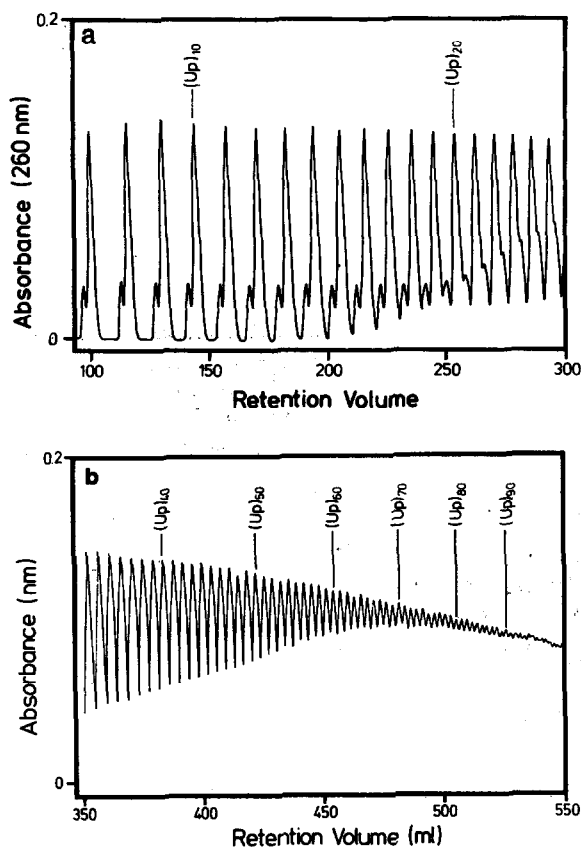 a
0.2
(Up)10
(Up)20
Absorbance (260 nm)
0
100
150
200
250
300
Retention Volume
b
0.2
(Up)40
(Up)50
(Up)60
(Up)70
(Up)80
(Up)90
Absorbance (nm)
0
350
400
450
500
550
Retention Volume (ml)